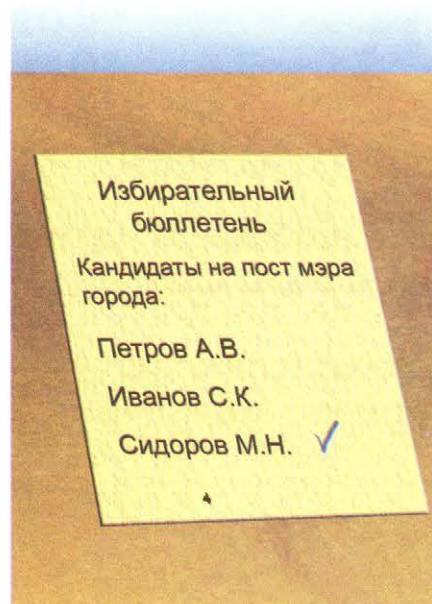 Избирательный
бюллетень
Кандидаты на пост мэра
города:
Петров А.В.
Иванов С.К.
Сидоров М.Н. ✓